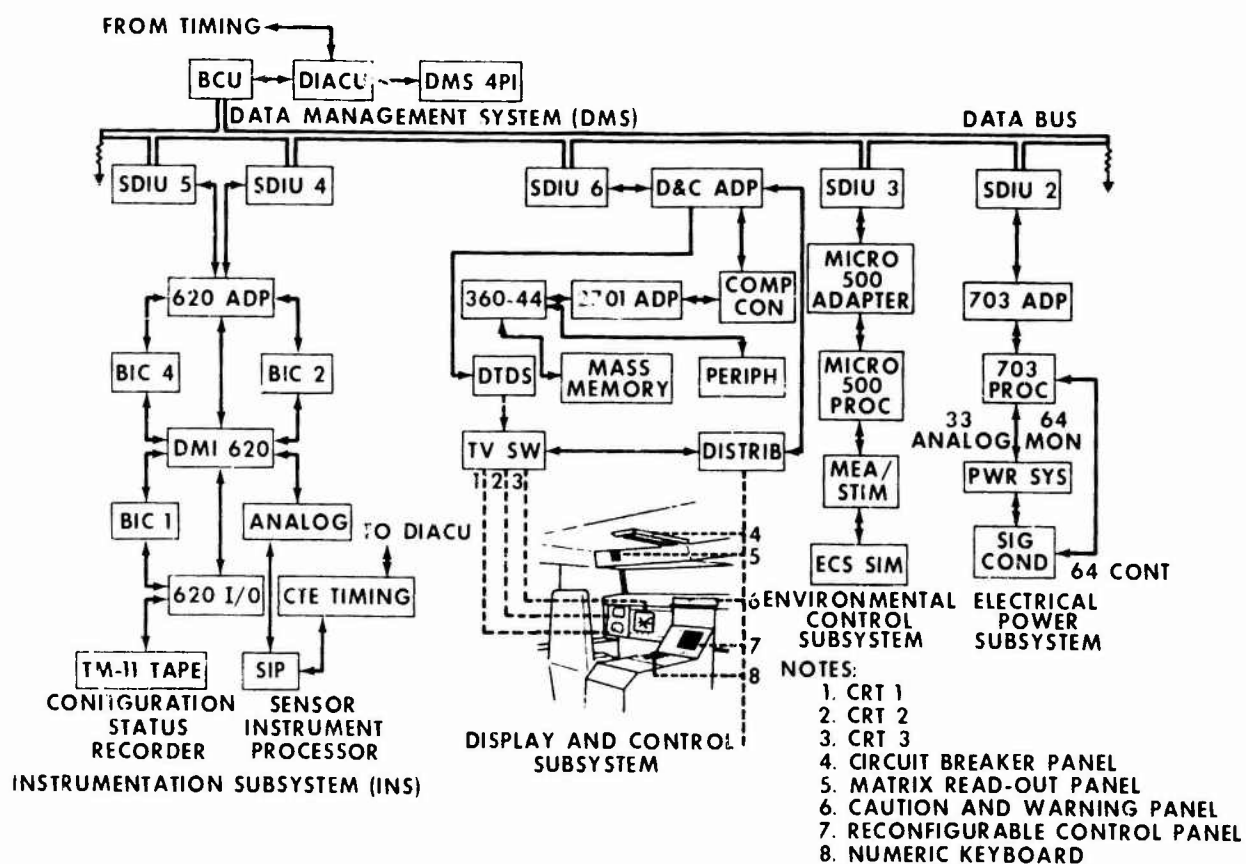 FROM TIMING
BCU
DIACU
DMS 4PI
DATA MANAGEMENT SYSTEM (DMS)
DATA BUS
SDIU 5
SDIU 4
SDIU 6
D&C ADP
SDIU 3
SDIU 2
620 ADP
360-44
2701 ADP
COMP
CON
MICRO
500
ADAPTER
703 ADP
BIC 4
BIC 2
DTDS
MASS
MEMORY
PERIPH
MICRO
500
PROC
703
PROC
33
ANALOG
64
MON
DMI 620
TV SW
1 2 3
DISTRIB
MEA/
STIM
PWR SYS
BIC 1
ANALOG
TO DIACU
4
5
ECS SIM
SIG
COND
64 CONT
620 I/O
CTE TIMING
6
7
8
ENVIRONMENTAL
CONTROL
SUBSYSTEM
ELECTRICAL
POWER
SUBSYSTEM
TM-11 TAPE
SIP
CONFIGURATION
STATUS
RECORDER
SENSOR
INSTRUMENT
PROCESSOR
DISPLAY AND CONTROL
SUBSYSTEM
INSTRUMENTATION SUBSYSTEM (INS)
NOTES:
1. CRT 1
2. CRT 2
3. CRT 3
4. CIRCUIT BREAKER PANEL
5. MATRIX READ-OUT PANEL
6. CAUTION AND WARNING PANEL
7. RECONFIGURABLE CONTROL PANEL
8. NUMERIC KEYBOARD